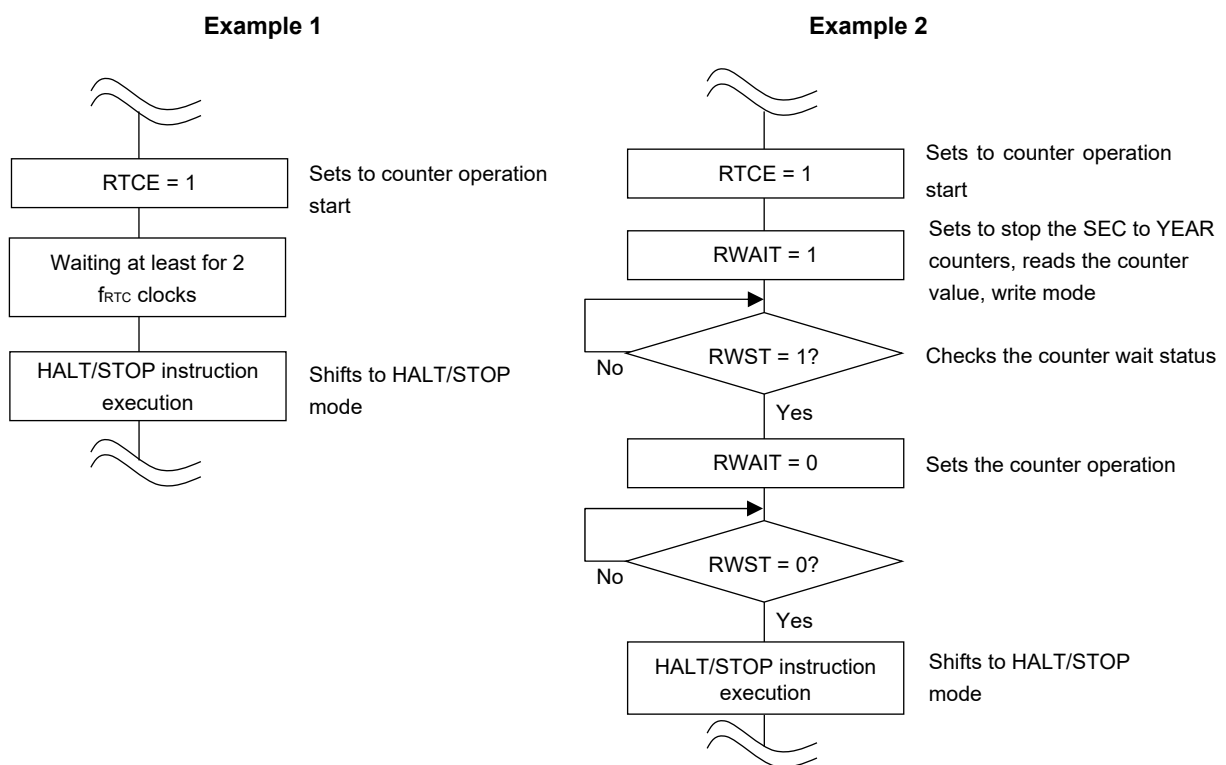 Example 1
RTCE = 1
Sets to counter operation
start
Waiting at least for 2
fRTC clocks
HALT/STOP instruction
execution
Shifts to HALT/STOP
mode
Example 2
RTCE = 1
Sets to counter operation
start
RWAIT = 1
Sets to stop the SEC to YEAR
counters, reads the counter
value, write mode
RWST = 1?
No
Checks the counter wait status
Yes
RWAIT = 0
Sets the counter operation
RWST = 0?
No
Yes
HALT/STOP instruction
execution
Shifts to HALT/STOP
mode